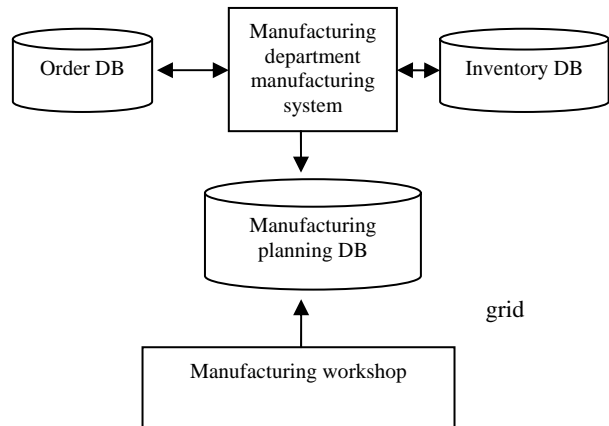 Manufacturing
department
manufacturing
system
Order DB
Inventory DB
Manufacturing
planning DB
grid
Manufacturing workshop